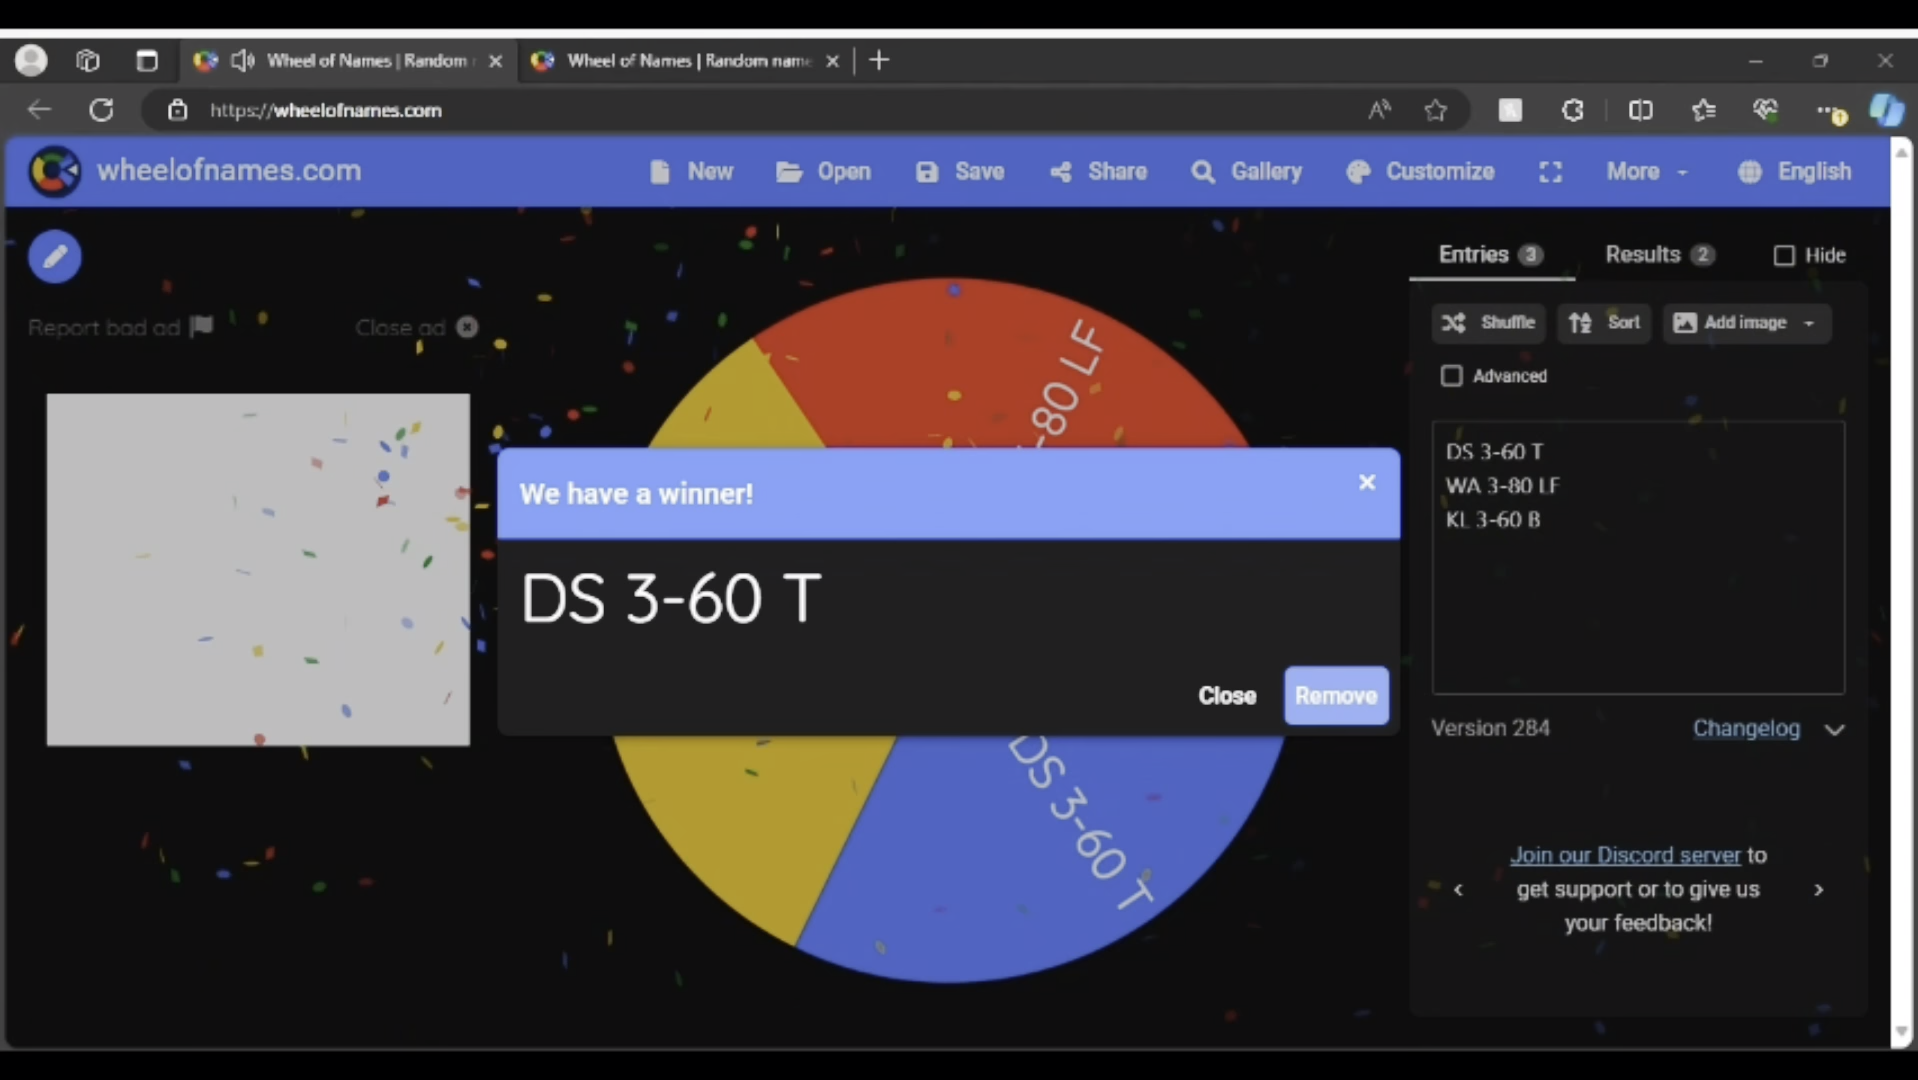 Wheel of Names | Random
Wheel of Names | Random name
https://wheelofnames.com
wheelofnames.com
New
Open
Save
Share
Gallery
Customize
More
English
Report bad ad
Close ad
Entries 3
Results 2
Hide
Shuffle
Sort
Add image
Advanced
DS 3-60 T
WA 3-80 LF
KL 3-60 B
-80 LF
We have a winner!
DS 3-60 T
Close
Remove
DS 3-60 T
Version 284
Changelog
Join our Discord server to
get support or to give us
your feedback!